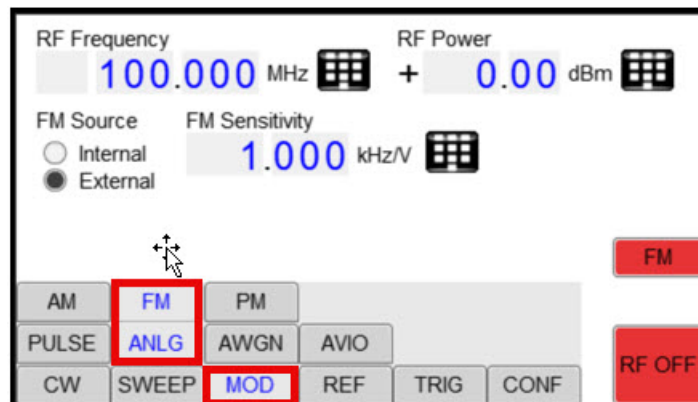 RF Frequency RF Power
100.000 MHz + 0.00 dBm
FM Source FM Sensitivity
Internal 1.000 kHz/V
External
FM
AM FM PM
PULSE ANLG AWGN AVIO
RF OFF
CW SWEEP MOD REF TRIG CONF